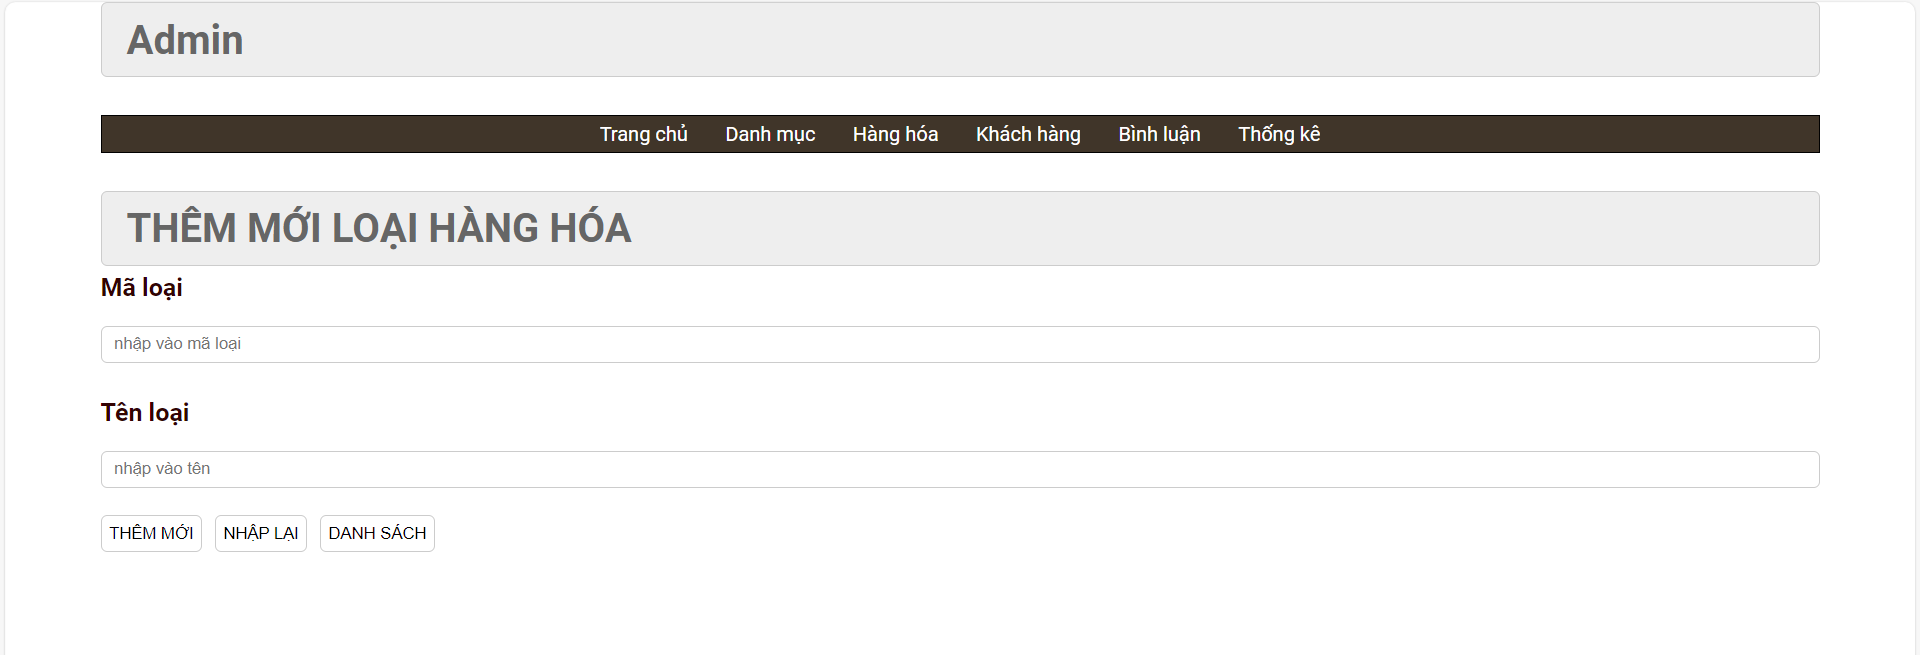 Admin
Trang chủ Danh mục Hàng hóa Khách hàng Bình luận Thống kê
THÊM MỚI LOẠI HÀNG HÓA
Mã loại
nhập vào mã loại
Tên loại
nhập vào tên
THÊM MỚI NHẬP LẠI DANH SÁCH